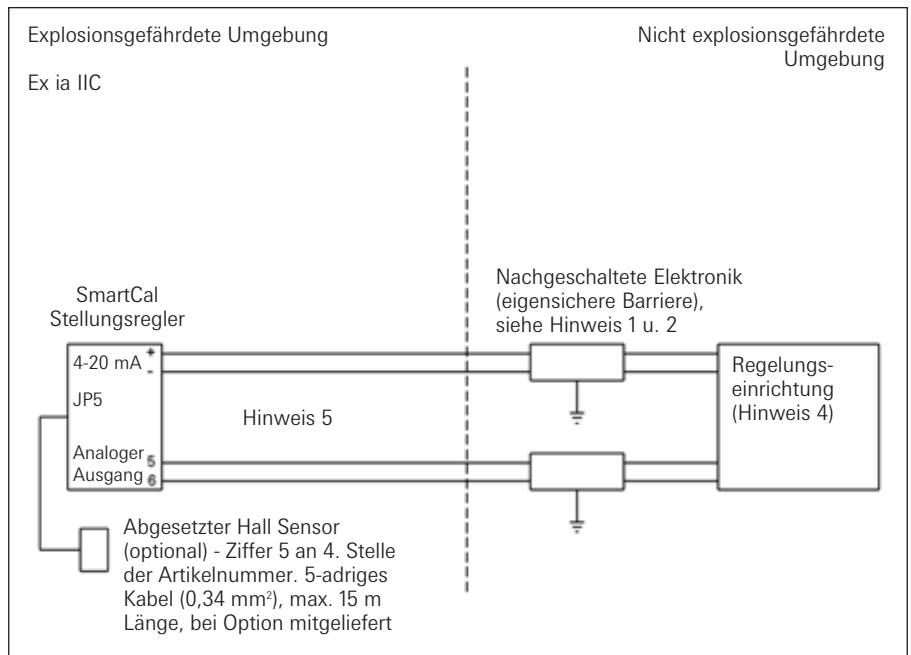 Explosionsgefährdete Umgebung
Ex ia IIC
Nicht explosionsgefährdete
Umgebung
Nachgeschaltete Elektronik
(eigensichere Barriere),
siehe Hinweis 1 u. 2
SmartCal
Stellungsregler
4-20 mA
+
-
JP5
Analoger
Ausgang
5
6
Hinweis 5
Regelungs-
einrichtung
(Hinweis 4)
Abgesetzter Hall Sensor
(optional) - Ziffer 5 an 4. Stelle
der Artikelnummer. 5-adriges
Kabel (0,34 mm²), max. 15 m
Länge, bei Option mitgeliefert